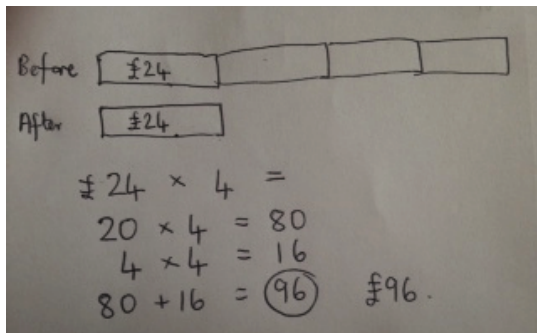 Before £24
After £24
£24 × 4 =
20 × 4 = 80
4 × 4 = 16
80 + 16 = 96 £96.